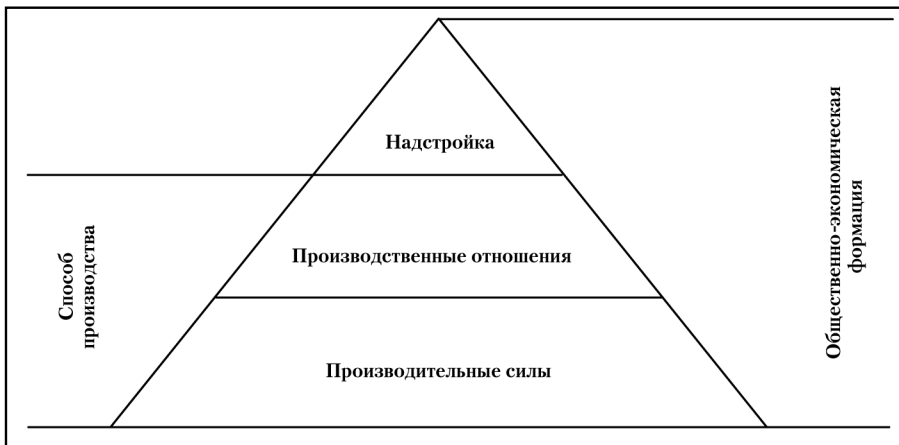 Надстройка
Производственные отношения
Производительные силы
Способ
производства
Общественно-экономическая
формация